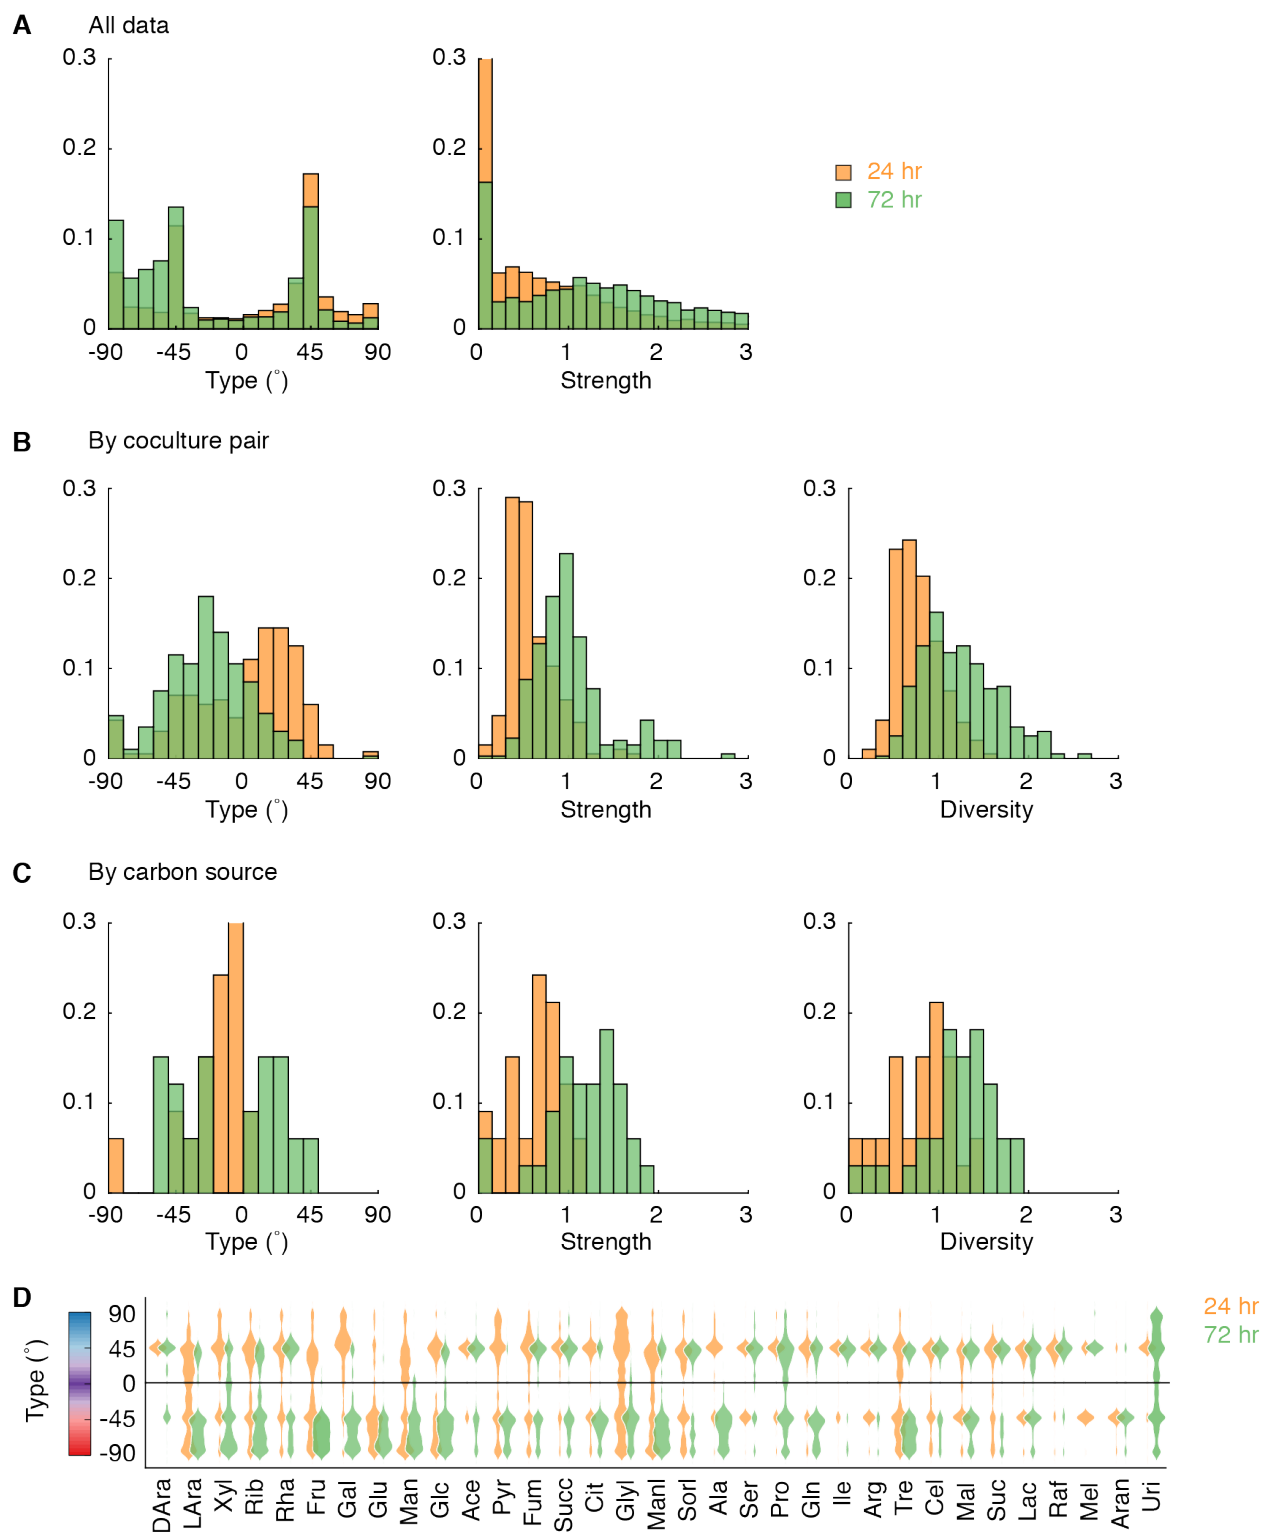 A All data
0.3 0.3
0.2 0.2
24 hr
72 hr
0.1 0.1
0 0
-90 -45 0 45 90 0 1 2 3
Type (°) Strength
B By coculture pair
0.3 0.3 0.3
0.2 0.2 0.2
0.1 0.1 0.1
0 0 0
-90 -45 0 45 90 0 1 2 3 0 1 2 3
Type (°) Strength Diversity
C By carbon source
0.3 0.3 0.3
0.2 0.2 0.2
0.1 0.1 0.1
0 0 0
-90 -45 0 45 90 0 1 2 3 0 1 2 3
Type (°) Strength Diversity
D
Type (°)
90
45
0
-45
-90
24 hr
72 hr
DAra LAra Xyl Rib Rha Fru Gal Glu Man Glc Ace Pyr Fum Succ Cit Glyl Manl Sorl Ala Ser Pro Gln Ile Arg Tre Cel Mal Suc Lac Raf Mel Aran Uri